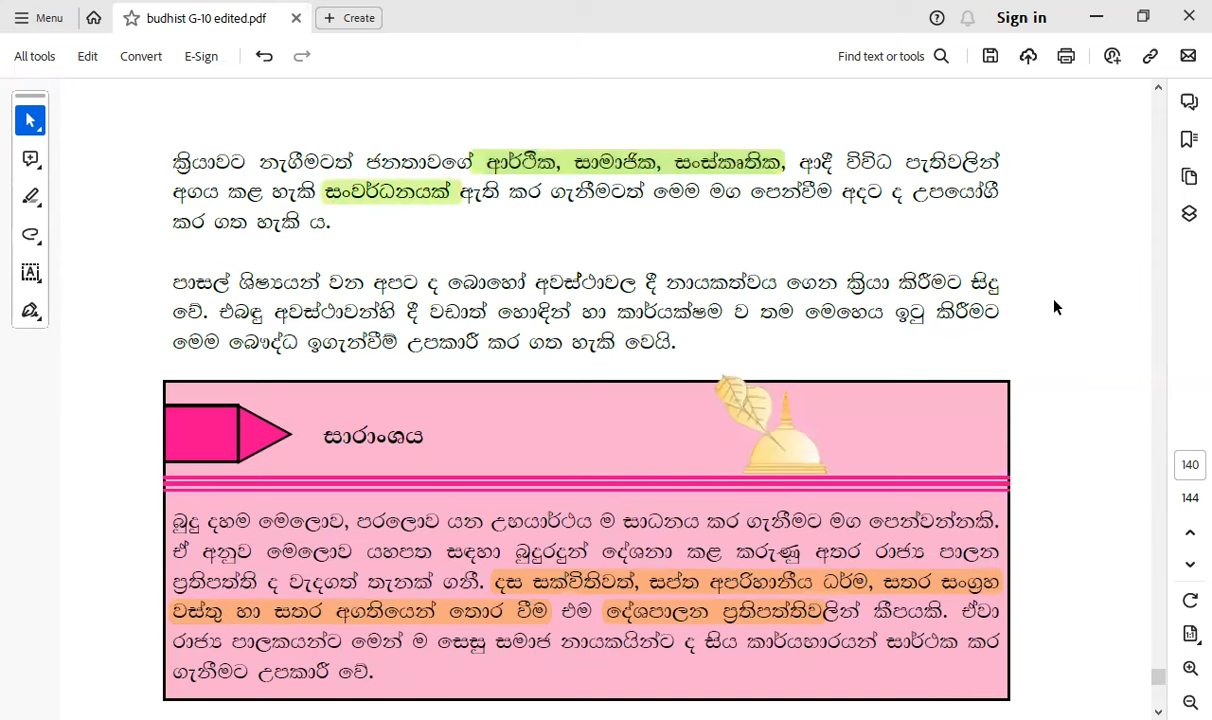 Menu
budhist G-10 edited.pdf
Create
Sign in
All tools Edit Convert E-Sign
Find text or tools
ක්‍රියාවට නැගීමටත් ජනතාවගේ ආර්ථික, සාමාජික, සංස්කෘතික, ආදී විවිධ පැතිවලින්
අගය කළ හැකි සංවර්ධනයක් ඇති කර ගැනීමටත් මෙම මග පෙන්වීම අදට ද උපයෝගී
කර ගත හැකි ය.
පාසල් ශිෂ්‍යයන් වන අපට ද බොහෝ අවස්ථාවල දී නායකත්වය ගෙන ක්‍රියා කිරීමට සිදු
වේ. එබඳු අවස්ථාවන්හි දී වඩාත් හොඳින් හා කාර්යක්ෂම ව තම මෙහෙය ඉටු කිරීමට
මෙම බෞද්ධ ඉගැන්වීම් උපකාරී කර ගත හැකි වෙයි.
සාරාංශය
බුදු දහම මෙලොව, පරලොව යන උභයාර්ථය ම සාධනය කර ගැනීමට මග පෙන්වන්නකි.
ඒ අනුව මෙලොව යහපත සඳහා බුදුරදුන් දේශනා කළ කරුණු අතර රාජ්‍ය පාලන
ප්‍රතිපත්ති ද වැදගත් තැනක් ගනී. දස සක්විතිවත්, සප්ත අපරිහානීය ධර්ම, සතර සංග්‍රහ
වස්තු හා සතර අගතියෙන් තොර වීම එම දේශපාලන ප්‍රතිපත්තිවලින් කීපයකි. ඒවා
රාජ්‍ය පාලකයන්ට මෙන් ම සෙසු සමාජ නායකයින්ට ද සිය කාර්යභාරයන් සාර්ථක කර
ගැනීමට උපකාරී වේ.
140
144